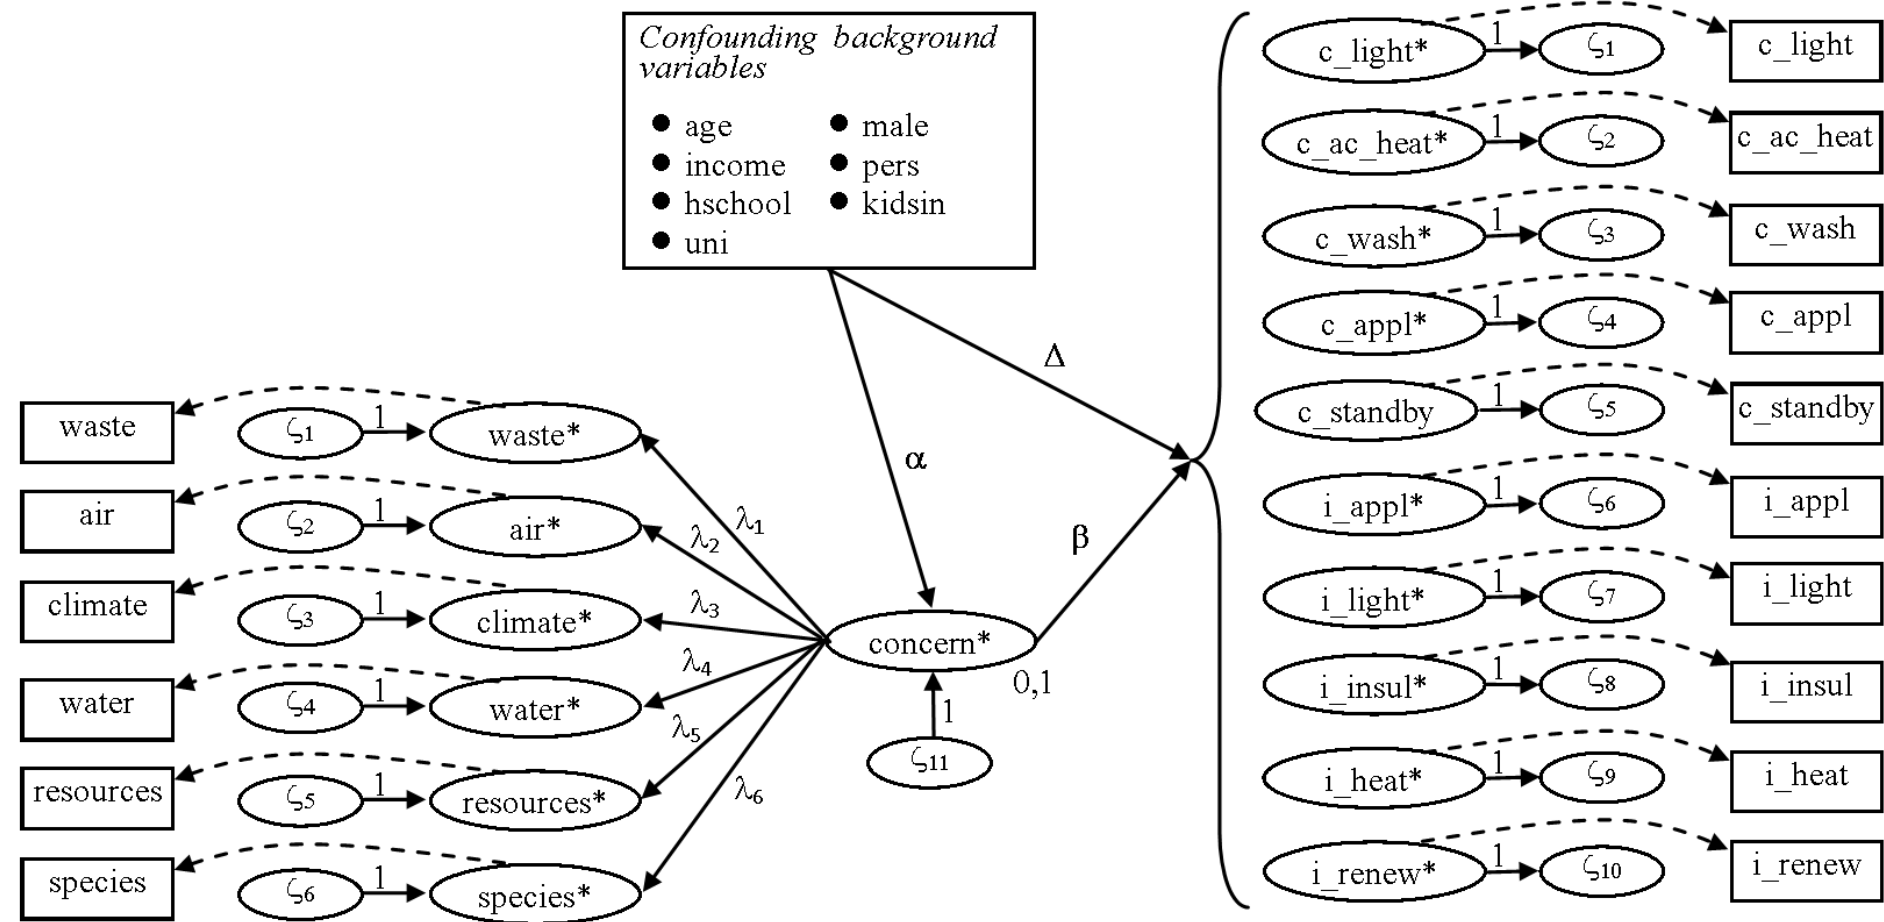 Confounding background
variables
● age ● male
● income ● pers
● hschool ● kidsin
● uni
Δ
α
β
waste ζ1 1 waste*
air ζ2 1 air*
climate ζ3 1 climate*
water ζ4 1 water*
resources ζ5 1 resources*
species ζ6 1 species*
λ1
λ2
λ3
λ4
λ5
λ6
concern*
0,1
1
ζ11
c_light* 1 ζ1 c_light
c_ac_heat* 1 ζ2 c_ac_heat
c_wash* 1 ζ3 c_wash
c_appl* 1 ζ4 c_appl
c_standby 1 ζ5 c_standby
i_appl* 1 ζ6 i_appl
i_light* 1 ζ7 i_light
i_insul* 1 ζ8 i_insul
i_heat* 1 ζ9 i_heat
i_renew* 1 ζ10 i_renew